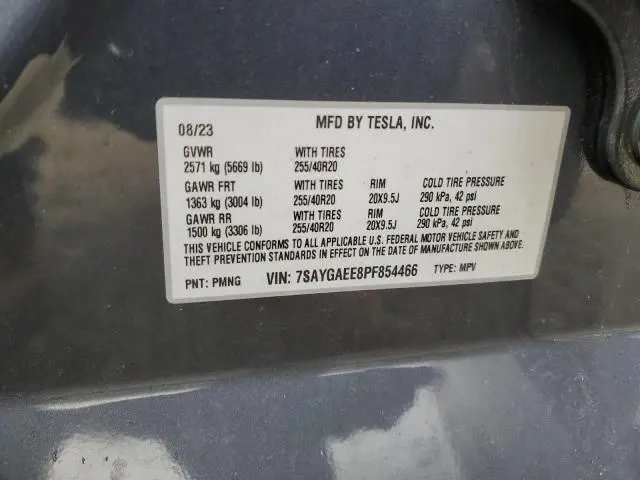 08/23 MFD BY TESLA, INC.
GVWR WITH TIRES
2571 kg (5669 lb) 255/40R20
GAWR FRT WITH TIRES RIM COLD TIRE PRESSURE
1363 kg (3004 lb) 255/40R20 20X9.5J 290 kPa, 42 psi
GAWR RR WITH TIRES RIM COLD TIRE PRESSURE
1500 kg (3306 lb) 255/40R20 20X9.5J 290 kPa, 42 psi
THIS VEHICLE CONFORMS TO ALL APPLICABLE U.S. FEDERAL MOTOR VEHICLE SAFETY AND
THEFT PREVENTION STANDARDS IN EFFECT ON THE DATE OF MANUFACTURE SHOWN ABOVE.
PNT: PMNG VIN: 7SAYGAEE8PF854466 TYPE: MPV